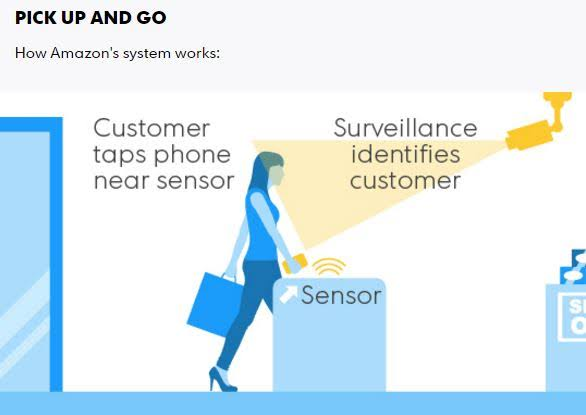 PICK UP AND GO
How Amazon's system works:
Customer
taps phone
near sensor
Surveillance
identifies
customer
Sensor